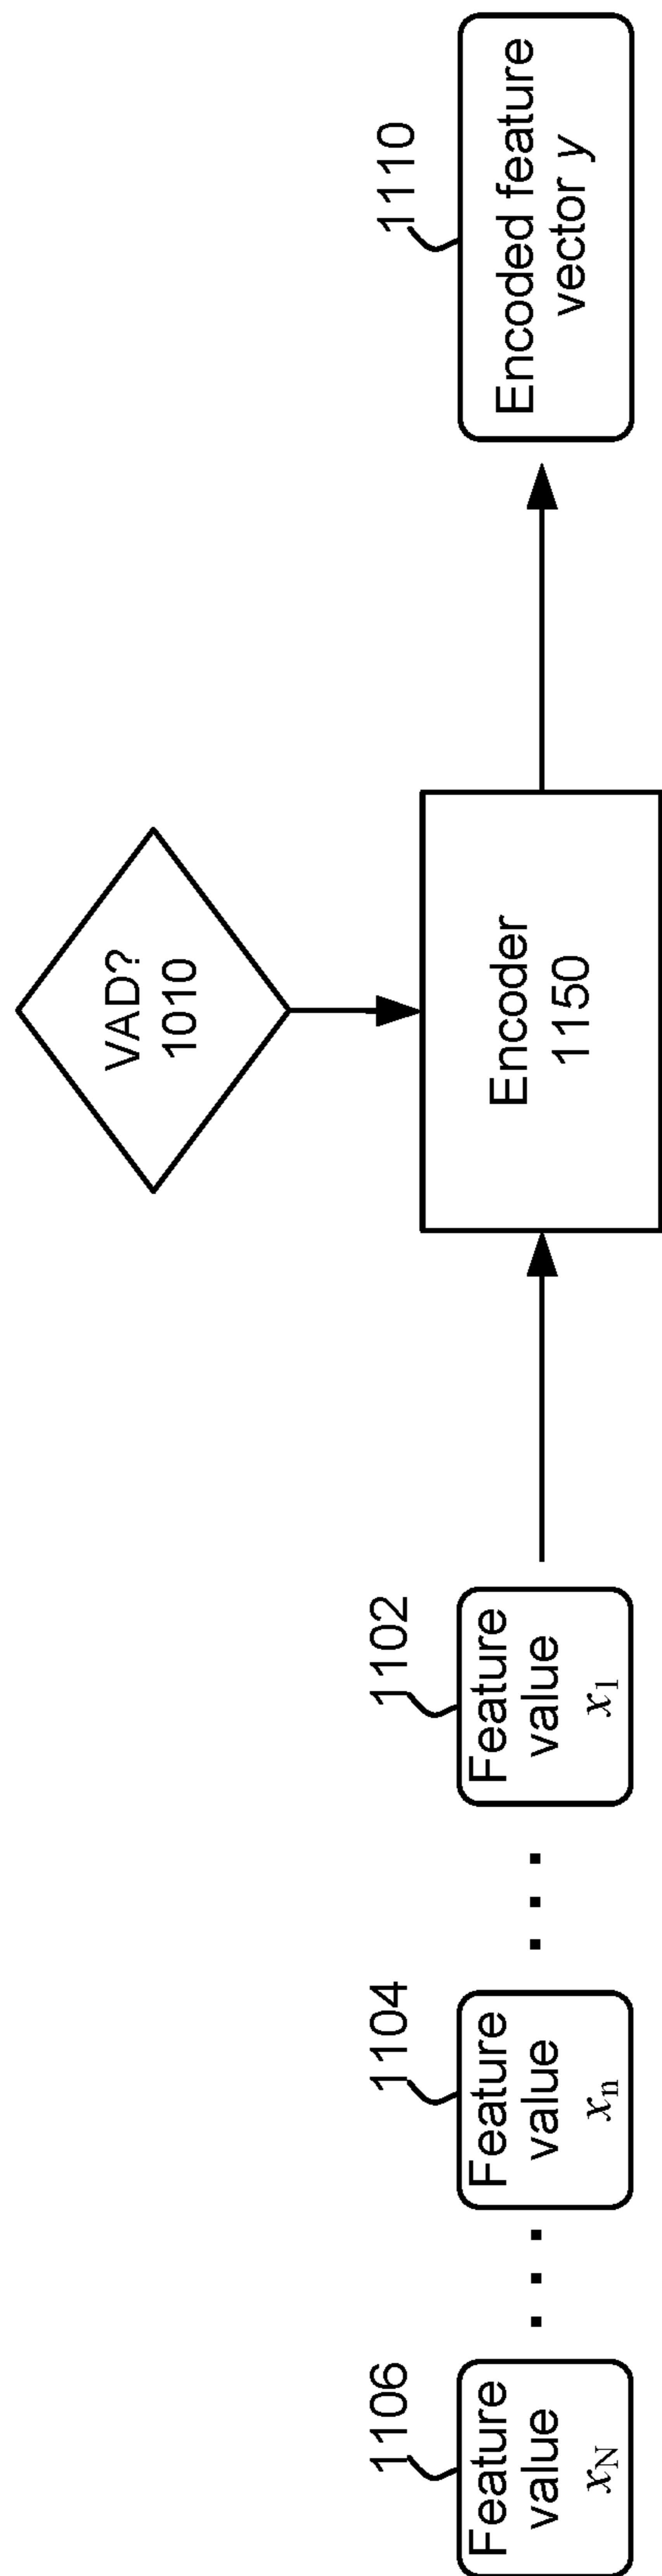 VAD?
1010
1106
Feature
value
xN
. . .
1104
Feature
value
xn
. . .
1102
Feature
value
x1
Encoder
1150
1110
Encoded feature
vector y